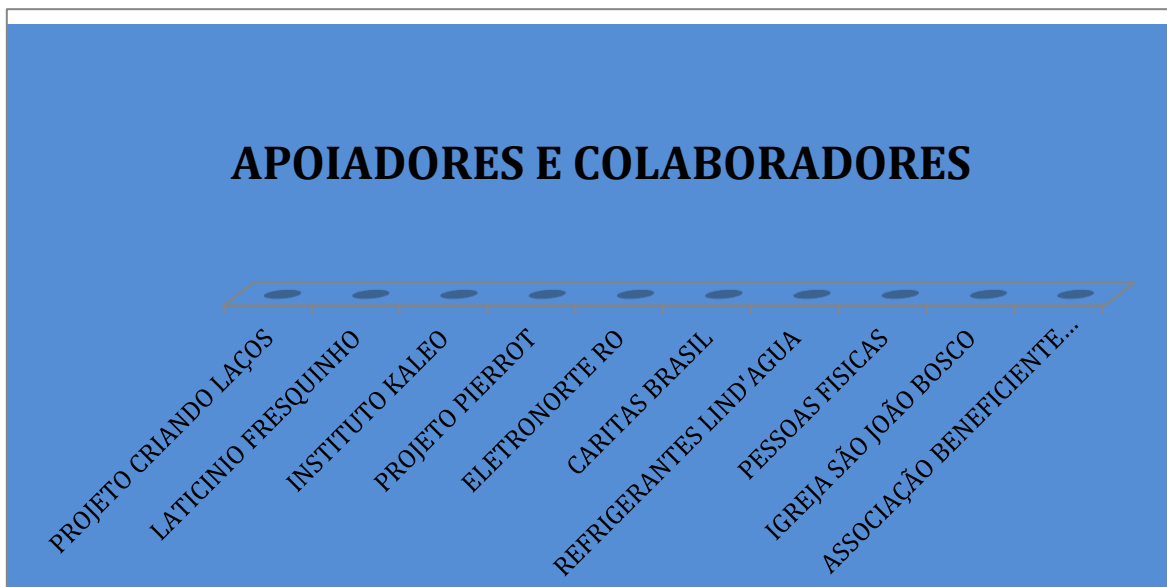 APOIADORES E COLABORADORES
PROJETO CRIANDO LAÇOS
LATICINIO FRESQUINHO
INSTITUTO KALEO
PROJETO PIERROT
ELETRONORTE RO
CARITAS BRASIL
REFRIGERANTES LIND'AGUA
PESSOAS FISICAS
IGREJA SÃO JOÃO BOSCO
ASSOCIAÇÃO BENEFICIENTE...